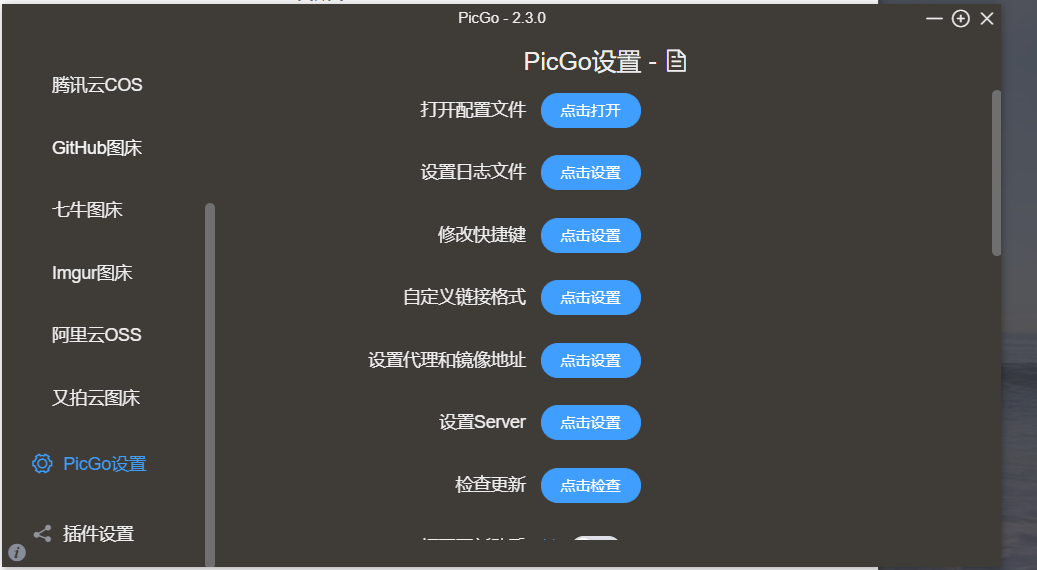 PicGo - 2.3.0
腾讯云COS
GitHub图床
七牛图床
Imgur图床
阿里云OSS
又拍云图床
PicGo设置
插件设置
PicGo设置 -
打开配置文件 点击打开
设置日志文件 点击设置
修改快捷键 点击设置
自定义链接格式 点击设置
设置代理和镜像地址 点击设置
设置Server 点击设置
检查更新 点击检查